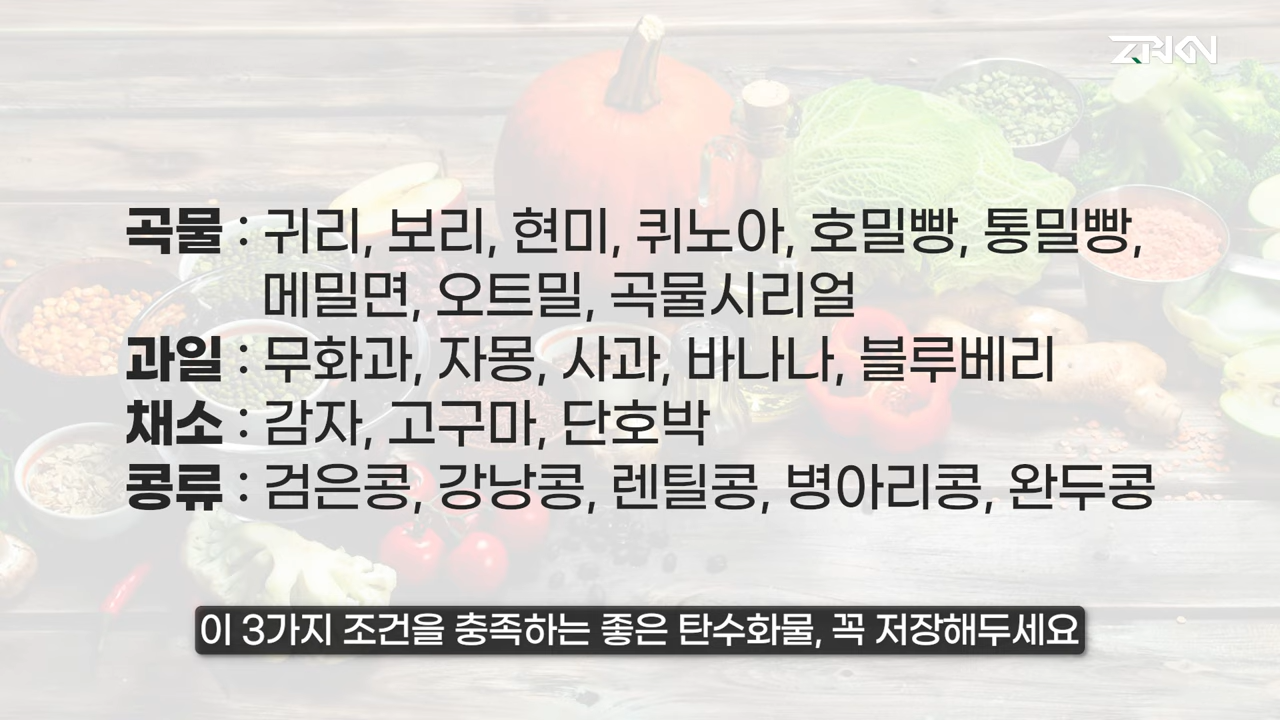 ZRKN
곡물 : 귀리, 보리, 현미, 퀴노아, 호밀빵, 통밀빵,
메밀면, 오트밀, 곡물시리얼
과일 : 무화과, 자몽, 사과, 바나나, 블루베리
채소 : 감자, 고구마, 단호박
콩류 : 검은콩, 강낭콩, 렌틸콩, 병아리콩, 완두콩
이 3가지 조건을 충족하는 좋은 탄수화물, 꼭 저장해두세요